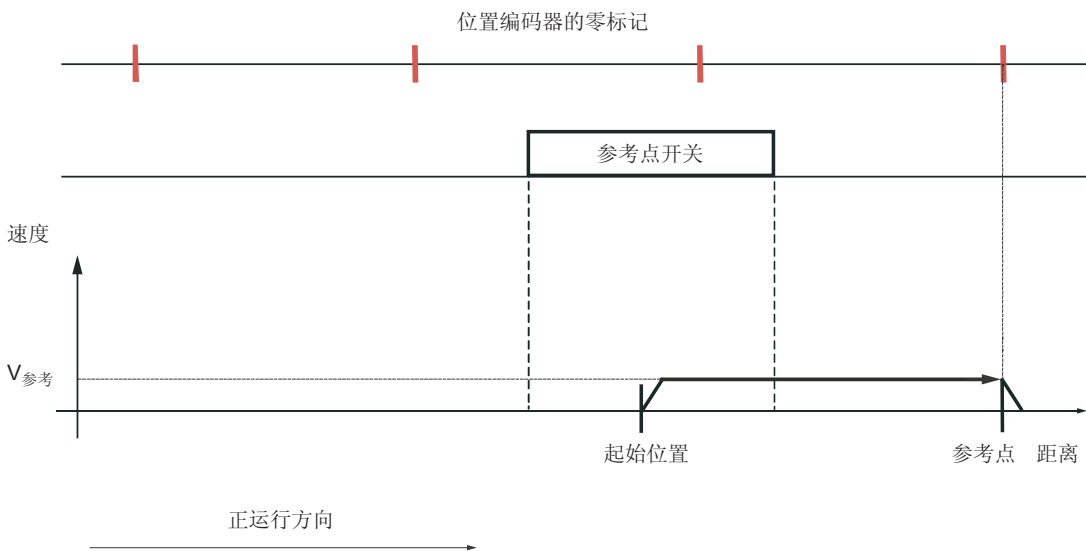 位置编码器的零标记
参考点开关
速度
V参考
起始位置
参考点 距离
正运行方向